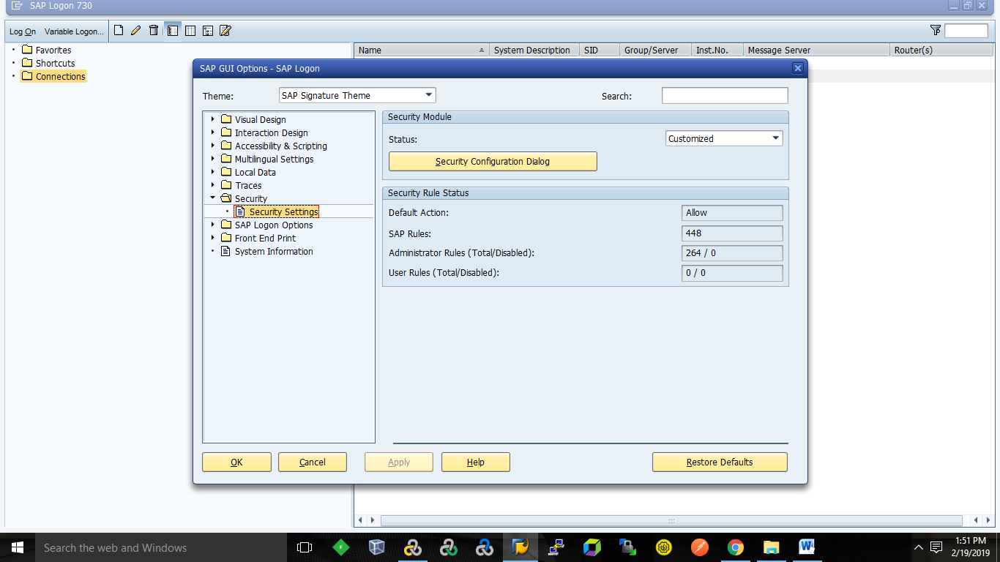 SAP Logon 730
Log On Variable Logon...
Favorites
Shortcuts
Connections
Name System Description SID Group/Server Inst.No. Message Server Router(s)
SAP GUI Options - SAP Logon
Theme: SAP Signature Theme Search:
Visual Design
Interaction Design
Accessibility & Scripting
Multilingual Settings
Local Data
Traces
Security
Security Settings
SAP Logon Options
Front End Print
System Information
Security Module
Status: Customized
Security Configuration Dialog
Security Rule Status
Default Action: Allow
SAP Rules: 448
Administrator Rules (Total/Disabled): 264 / 0
User Rules (Total/Disabled): 0 / 0
OK Cancel Apply Help Restore Defaults
Search the web and Windows
1:51 PM
2/19/2019